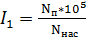 I₁ = (Nп*10⁵)/Nнас